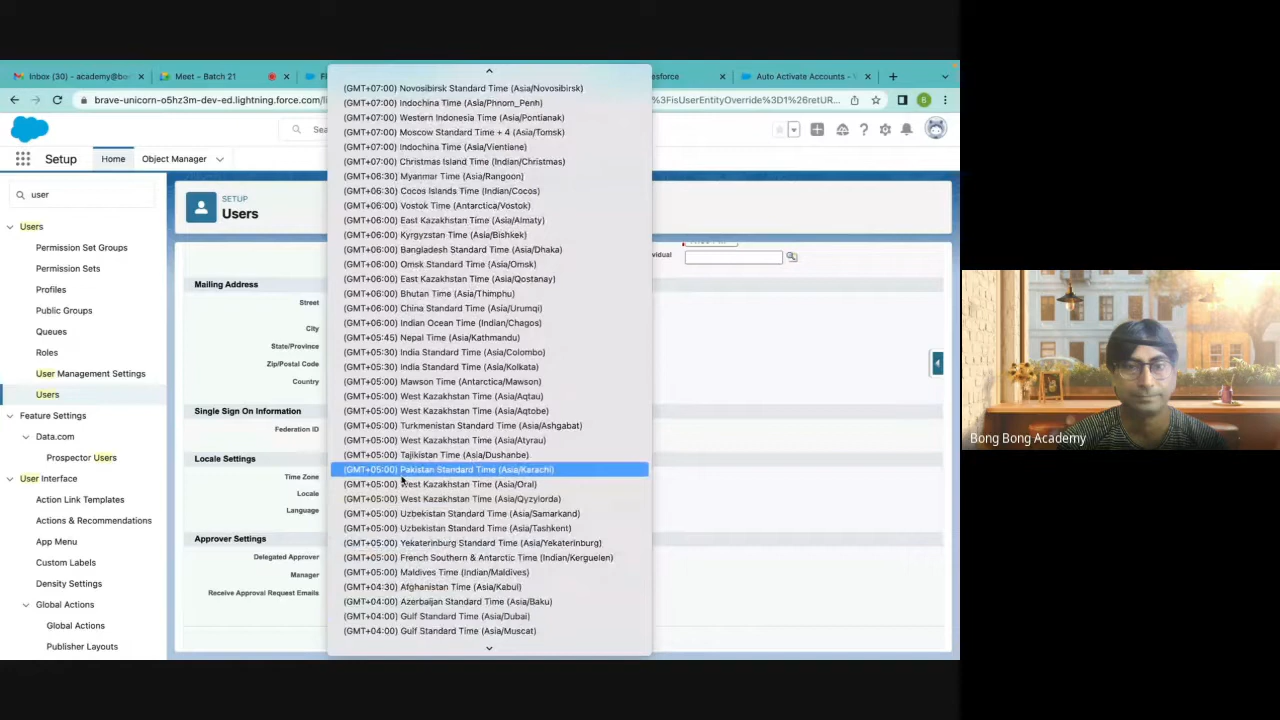 Inbox (30) - academy@bo
Meet – Batch 21
Fl
esforce
Auto Activate Accounts -
brave-unicorn-o5hz3m-dev-ed.lightning.force.com/li
%3FisUserEntityOverride%3D1%26retUR...
B
Sea
Setup
Home
Object Manager
user
Users
Permission Set Groups
Permission Sets
Profiles
Public Groups
Queues
Roles
User Management Settings
Users
Feature Settings
Data.com
Prospector Users
User Interface
Action Link Templates
Actions & Recommendations
App Menu
Custom Labels
Density Settings
Global Actions
Global Actions
Publisher Layouts
SETUP
Users
Mailing Address
Street
City
State/Province
Zip/Postal Code
Country
Single Sign On Information
Federation ID
Locale Settings
Time Zone
Locale
Language
Approver Settings
Delegated Approver
Manager
Receive Approval Request Emails
ividual
(GMT+07:00) Novosibirsk Standard Time (Asia/Novosibirsk)
(GMT+07:00) Indochina Time (Asia/Phnom_Penh)
(GMT+07:00) Western Indonesia Time (Asia/Pontianak)
(GMT+07:00) Moscow Standard Time + 4 (Asia/Tomsk)
(GMT+07:00) Indochina Time (Asia/Vientiane)
(GMT+07:00) Christmas Island Time (Indian/Christmas)
(GMT+06:30) Myanmar Time (Asia/Rangoon)
(GMT+06:30) Cocos Islands Time (Indian/Cocos)
(GMT+06:00) Vostok Time (Antarctica/Vostok)
(GMT+06:00) East Kazakhstan Time (Asia/Almaty)
(GMT+06:00) Kyrgyzstan Time (Asia/Bishkek)
(GMT+06:00) Bangladesh Standard Time (Asia/Dhaka)
(GMT+06:00) Omsk Standard Time (Asia/Omsk)
(GMT+06:00) East Kazakhstan Time (Asia/Qostanay)
(GMT+06:00) Bhutan Time (Asia/Thimphu)
(GMT+06:00) China Standard Time (Asia/Urumqi)
(GMT+06:00) Indian Ocean Time (Indian/Chagos)
(GMT+05:45) Nepal Time (Asia/Kathmandu)
(GMT+05:30) India Standard Time (Asia/Colombo)
(GMT+05:30) India Standard Time (Asia/Kolkata)
(GMT+05:00) Mawson Time (Antarctica/Mawson)
(GMT+05:00) West Kazakhstan Time (Asia/Aqtau)
(GMT+05:00) West Kazakhstan Time (Asia/Aqtobe)
(GMT+05:00) Turkmenistan Standard Time (Asia/Ashgabat)
(GMT+05:00) West Kazakhstan Time (Asia/Atyrau)
(GMT+05:00) Tajikistan Time (Asia/Dushanbe)
(GMT+05:00) Pakistan Standard Time (Asia/Karachi)
(GMT+05:00) West Kazakhstan Time (Asia/Oral)
(GMT+05:00) West Kazakhstan Time (Asia/Qyzylorda)
(GMT+05:00) Uzbekistan Standard Time (Asia/Samarkand)
(GMT+05:00) Uzbekistan Standard Time (Asia/Tashkent)
(GMT+05:00) Yekaterinburg Standard Time (Asia/Yekaterinburg)
(GMT+05:00) French Southern & Antarctic Time (Indian/Kerguelen)
(GMT+05:00) Maldives Time (Indian/Maldives)
(GMT+04:30) Afghanistan Time (Asia/Kabul)
(GMT+04:00) Azerbaijan Standard Time (Asia/Baku)
(GMT+04:00) Gulf Standard Time (Asia/Dubai)
(GMT+04:00) Gulf Standard Time (Asia/Muscat)
Bong Bong Academy